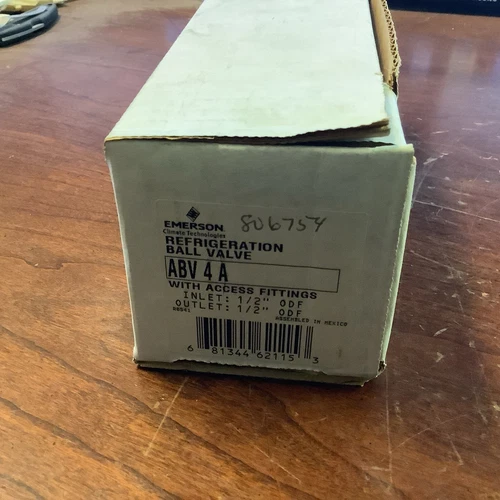 EMERSON
Climate Technologies
806754
REFRIGERATION
BALL VALVE
ABV 4 A
WITH ACCESS FITTINGS
INLET: 1/2" ODF
OUTLET: 1/2" ODF
ASSEMBLED IN MEXICO
6 81344 62115 3